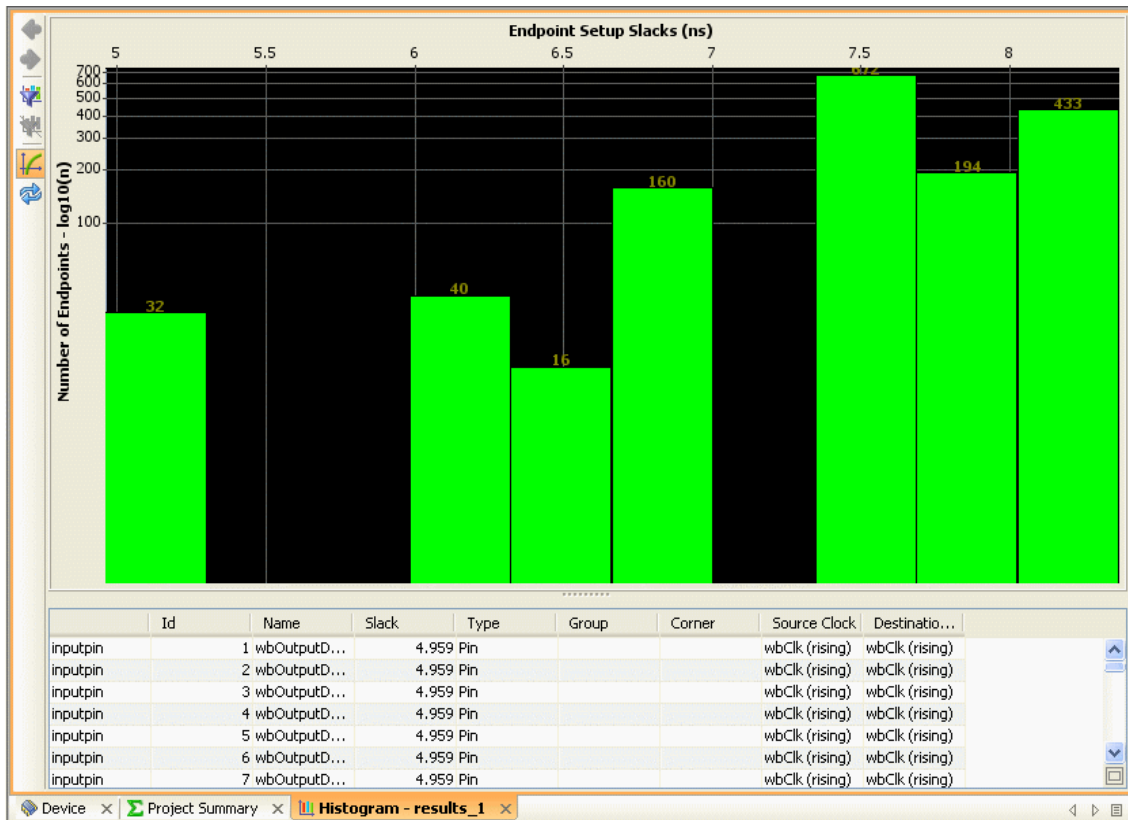 Endpoint Setup Slacks (ns)
5 5.5 6 6.5 7 7.5 8
Number of Endpoints - log10(n)
700
600
500
400
300
200
100
32
40
16
160
672
194
433
Id Name Slack Type Group Corner Source Clock Destinatio...
inputpin 1 wbOutputD... 4.959 Pin wbClk (rising) wbClk (rising)
inputpin 2 wbOutputD... 4.959 Pin wbClk (rising) wbClk (rising)
inputpin 3 wbOutputD... 4.959 Pin wbClk (rising) wbClk (rising)
inputpin 4 wbOutputD... 4.959 Pin wbClk (rising) wbClk (rising)
inputpin 5 wbOutputD... 4.959 Pin wbClk (rising) wbClk (rising)
inputpin 6 wbOutputD... 4.959 Pin wbClk (rising) wbClk (rising)
inputpin 7 wbOutputD... 4.959 Pin wbClk (rising) wbClk (rising)
Device Project Summary Histogram - results_1